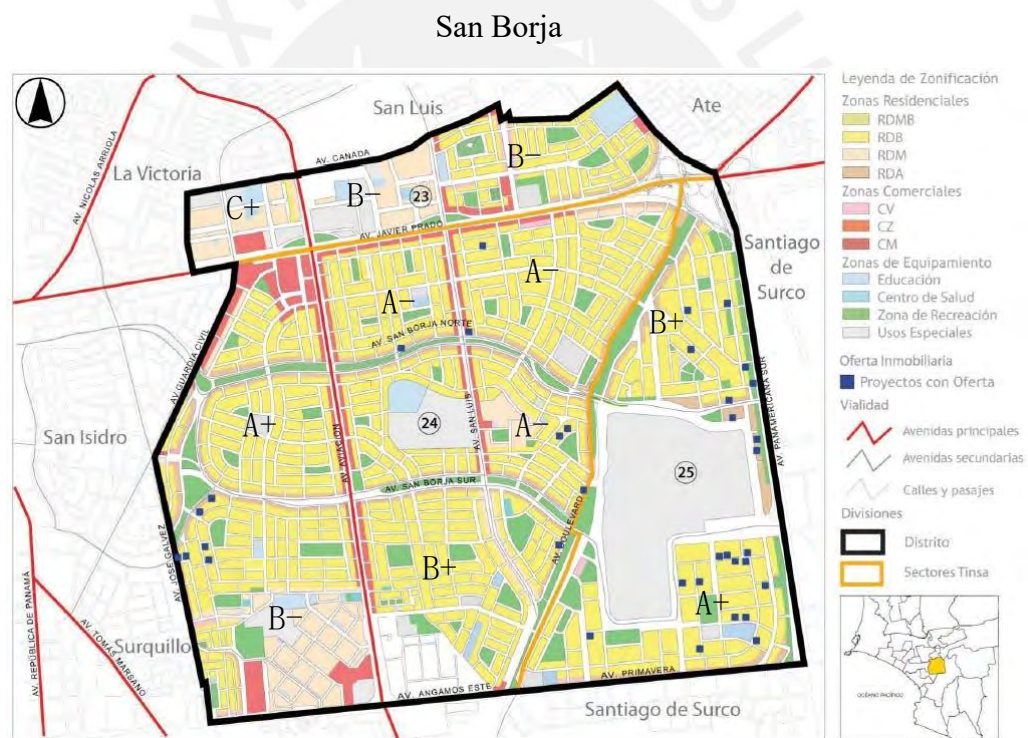 San Borja
San Luis
Ate
La Victoria
AV. NICOLAS ARRIOLA
AV. CANADA
B−
B−
C+
23
AV. JAVIER PRADO
Santiago
de
Surco
A−
A−
B+
AV. SAN BORJA NORTE
AV. GUARDIA CIVIL
AV. PANAMERICANA SUR
San Isidro
A+
AV. AVIACIÓN
24
AV. SAN LUIS
A−
25
AV. SAN BORJA SUR
AV. BOULEVARD
AV. JOSE GALVEZ
B+
A+
B−
Surquillo
AV. REPÚBLICA DE PANAMÁ
AV. TOMAS MARSANO
AV. ANGAMOS ESTE
AV. PRIMAVERA
Santiago de Surco
Leyenda de Zonificación
Zonas Residenciales
RDMB
RDB
RDM
RDA
Zonas Comerciales
CV
CZ
CM
Zonas de Equipamiento
Educación
Centro de Salud
Zona de Recreación
Usos Especiales
Oferta Inmobiliaria
Proyectos con Oferta
Vialidad
Avenidas principales
Avenidas secundarias
Calles y pasajes
Divisiones
Distrito
Sectores Tinsa
OCÉANO PACÍFICO